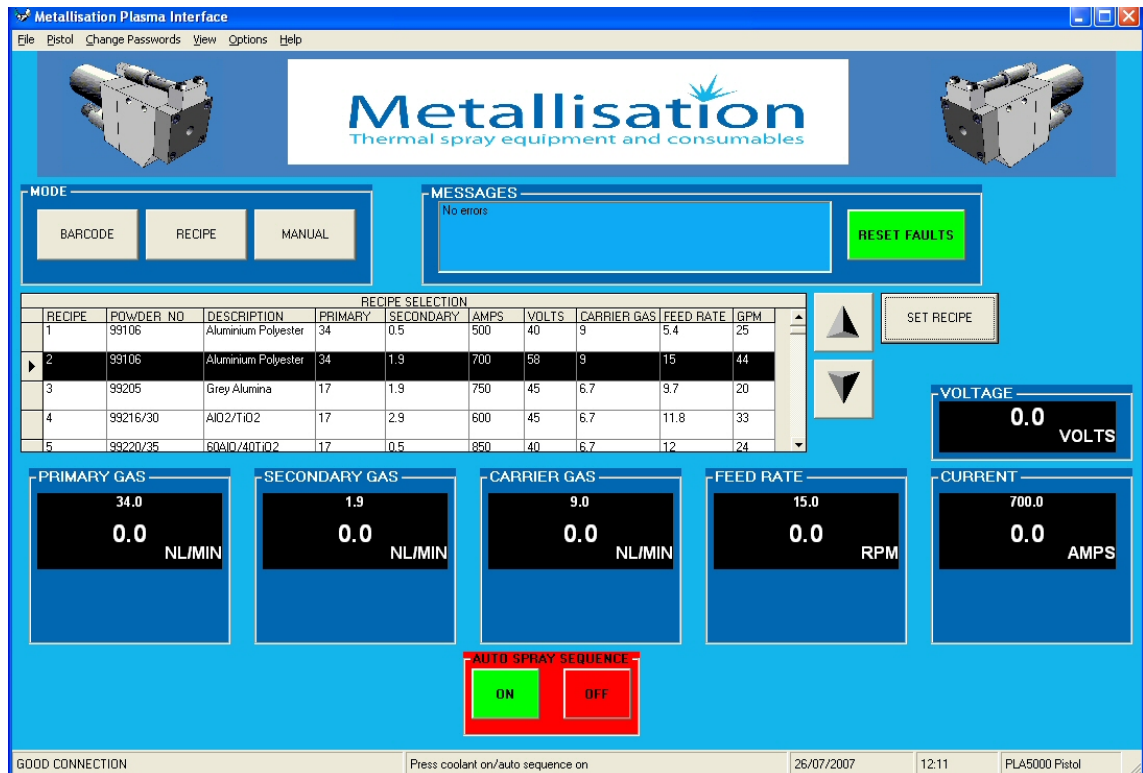 Metallisation Plasma Interface
File Pistol Change Passwords View Options Help
Metallisation
Thermal spray equipment and consumables
MODE
BARCODE RECIPE MANUAL
MESSAGES
No errors
RESET FAULTS
RECIPE SELECTION
RECIPE POWDER NO DESCRIPTION PRIMARY SECONDARY AMPS VOLTS CARRIER GAS FEED RATE GPM
1 99106 Aluminium Polyester 34 0.5 500 40 9 5.4 25
2 99106 Aluminium Polyester 34 1.9 700 58 9 15 44
3 99205 Grey Alumina 17 1.9 750 45 6.7 9.7 20
4 99216/30 AlO2/TiO2 17 2.9 600 45 6.7 11.8 33
5 99220/35 60AlO/40TiO2 17 0.5 850 40 6.7 12 24
SET RECIPE
VOLTAGE
0.0
VOLTS
PRIMARY GAS
34.0
0.0
NL/MIN
SECONDARY GAS
1.9
0.0
NL/MIN
CARRIER GAS
9.0
0.0
NL/MIN
FEED RATE
15.0
0.0
RPM
CURRENT
700.0
0.0
AMPS
AUTO SPRAY SEQUENCE
ON OFF
GOOD CONNECTION Press coolant on/auto sequence on 26/07/2007 12:11 PLA5000 Pistol